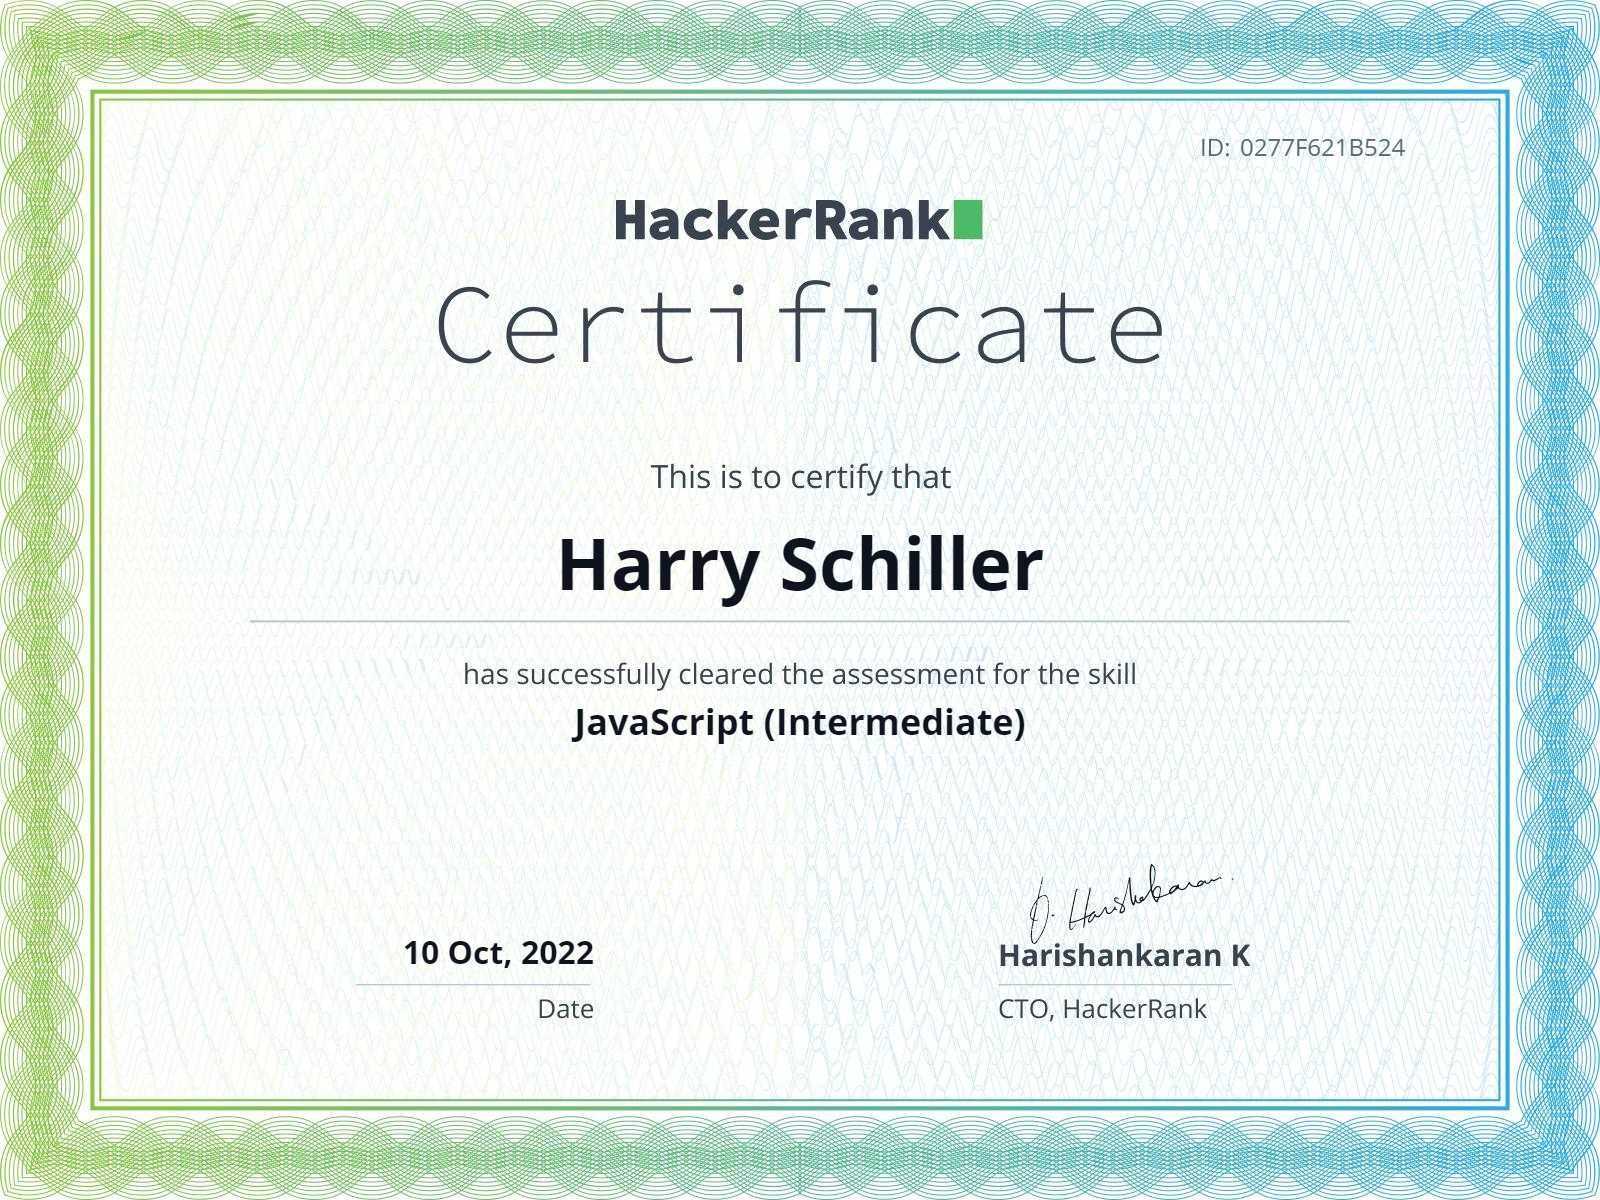 ID: 0277F621B524
HackerRank
Certificate
This is to certify that
Harry Schiller
has successfully cleared the assessment for the skill
JavaScript (Intermediate)
10 Oct, 2022
Date
Harishankaran K
CTO, HackerRank